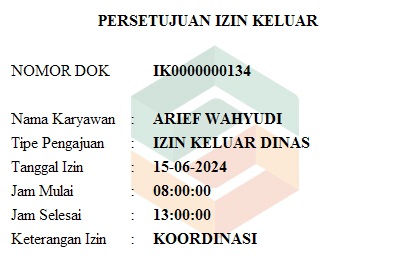 PERSETUJUAN IZIN KELUAR
NOMOR DOK IK0000000134
Nama Karyawan : ARIEF WAHYUDI
Tipe Pengajuan : IZIN KELUAR DINAS
Tanggal Izin : 15-06-2024
Jam Mulai : 08:00:00
Jam Selesai : 13:00:00
Keterangan Izin : KOORDINASI